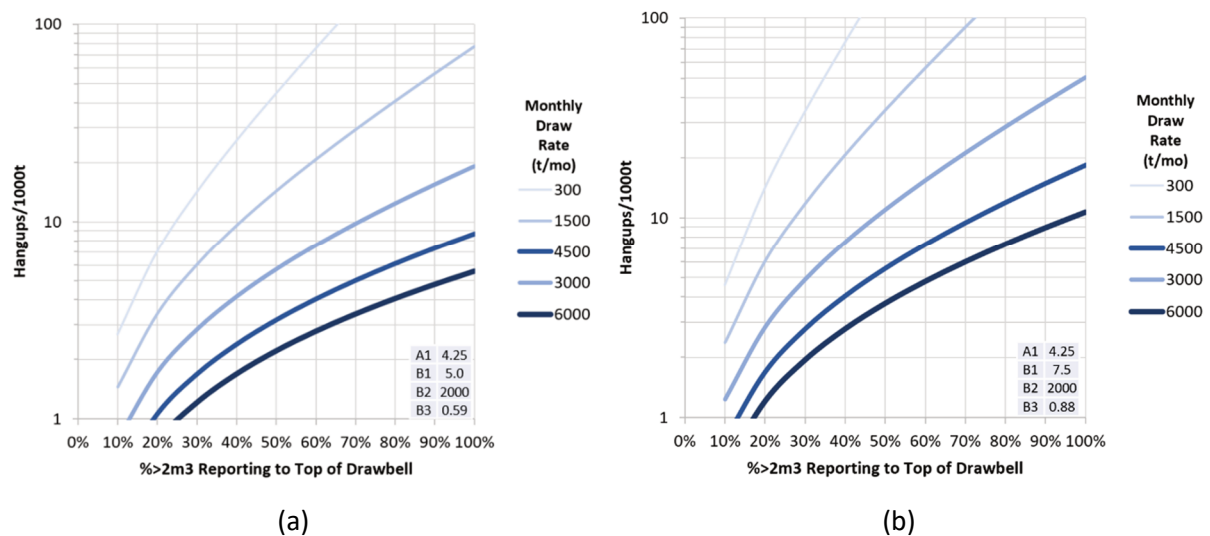 100
10
1
Hangups/1000t
0% 10% 20% 30% 40% 50% 60% 70% 80% 90% 100%
%>2m3 Reporting to Top of Drawbell
Monthly
Draw
Rate
(t/mo)
300
1500
4500
3000
6000
A1 4.25
B1 5.0
B2 2000
B3 0.59
(a)
100
10
1
Hangups/1000t
0% 10% 20% 30% 40% 50% 60% 70% 80% 90% 100%
%>2m3 Reporting to Top of Drawbell
Monthly
Draw
Rate
(t/mo)
300
1500
4500
3000
6000
A1 4.25
B1 7.5
B2 2000
B3 0.88
(b)